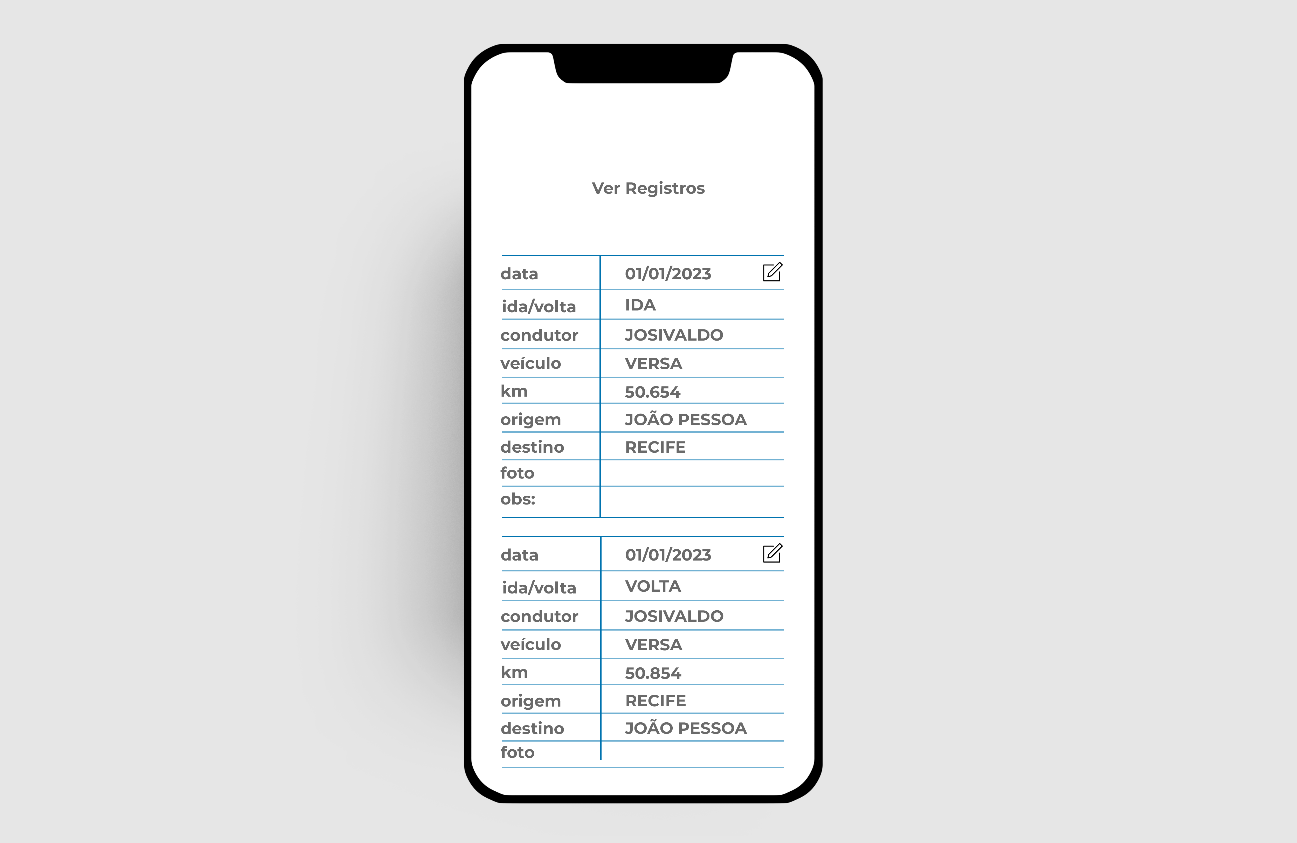 Ver Registros
data 01/01/2023
ida/volta IDA
condutor JOSIVALDO
veículo VERSA
km 50.654
origem JOÃO PESSOA
destino RECIFE
foto
obs:
data 01/01/2023
ida/volta VOLTA
condutor JOSIVALDO
veículo VERSA
km 50.854
origem RECIFE
destino JOÃO PESSOA
foto